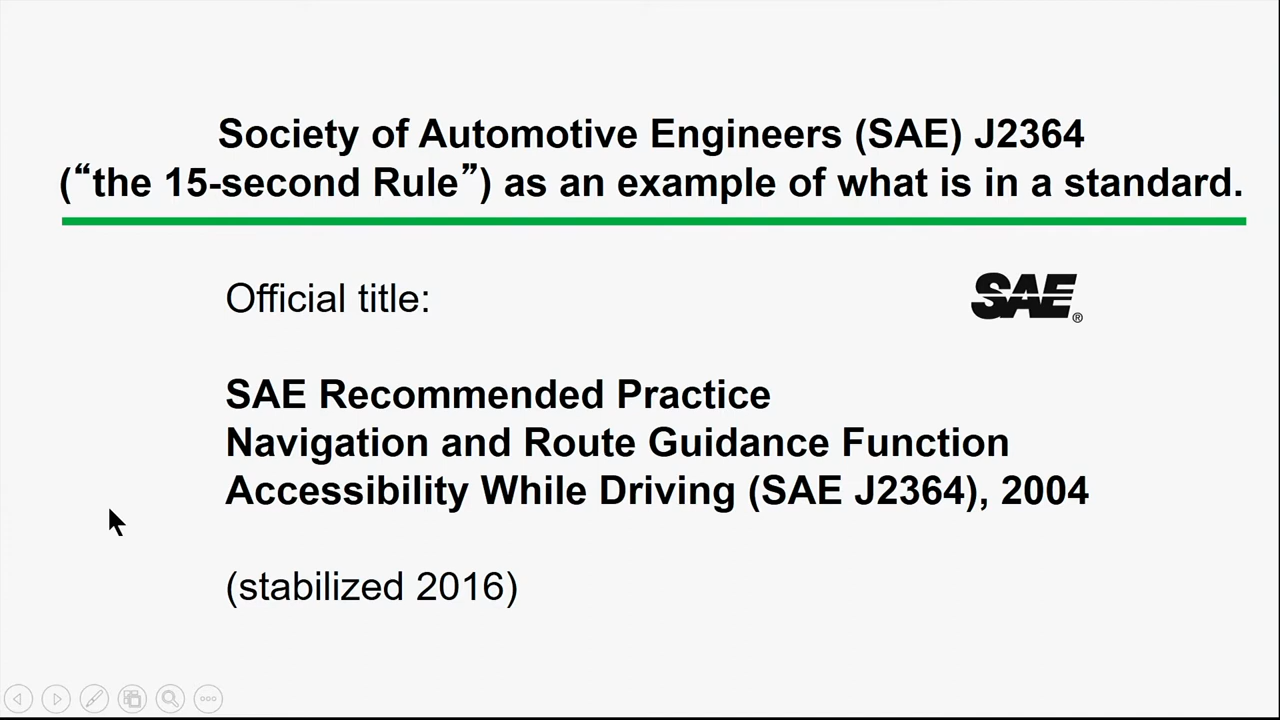 Society of Automotive Engineers (SAE) J2364
(“the 15-second Rule”) as an example of what is in a standard.
Official title:
SAE®
SAE Recommended Practice
Navigation and Route Guidance Function
Accessibility While Driving (SAE J2364), 2004
(stabilized 2016)